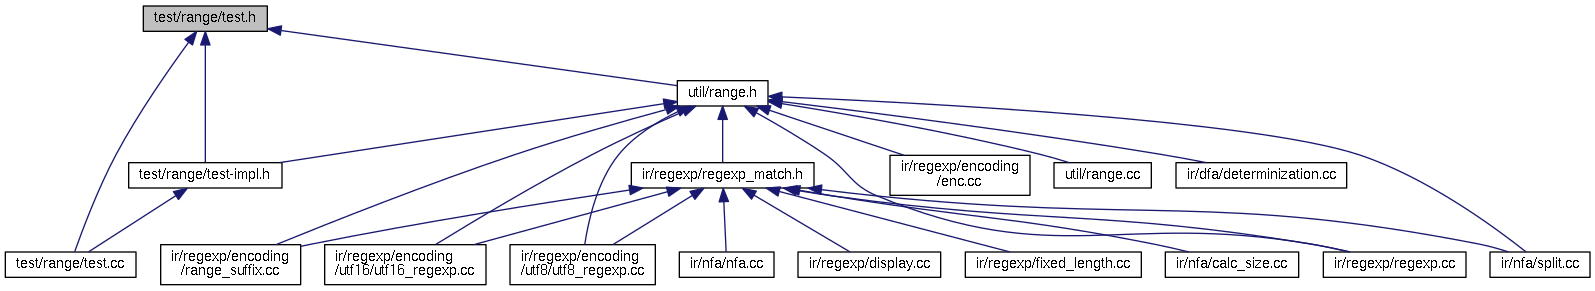 test/range/test.h
util/range.h
test/range/test-impl.h
ir/regexp/regexp_match.h
ir/regexp/encoding
/enc.cc
util/range.cc
ir/dfa/determinization.cc
test/range/test.cc
ir/regexp/encoding
/range_suffix.cc
ir/regexp/encoding
/utf16/utf16_regexp.cc
ir/regexp/encoding
/utf8/utf8_regexp.cc
ir/nfa/nfa.cc
ir/regexp/display.cc
ir/regexp/fixed_length.cc
ir/nfa/calc_size.cc
ir/regexp/regexp.cc
ir/nfa/split.cc